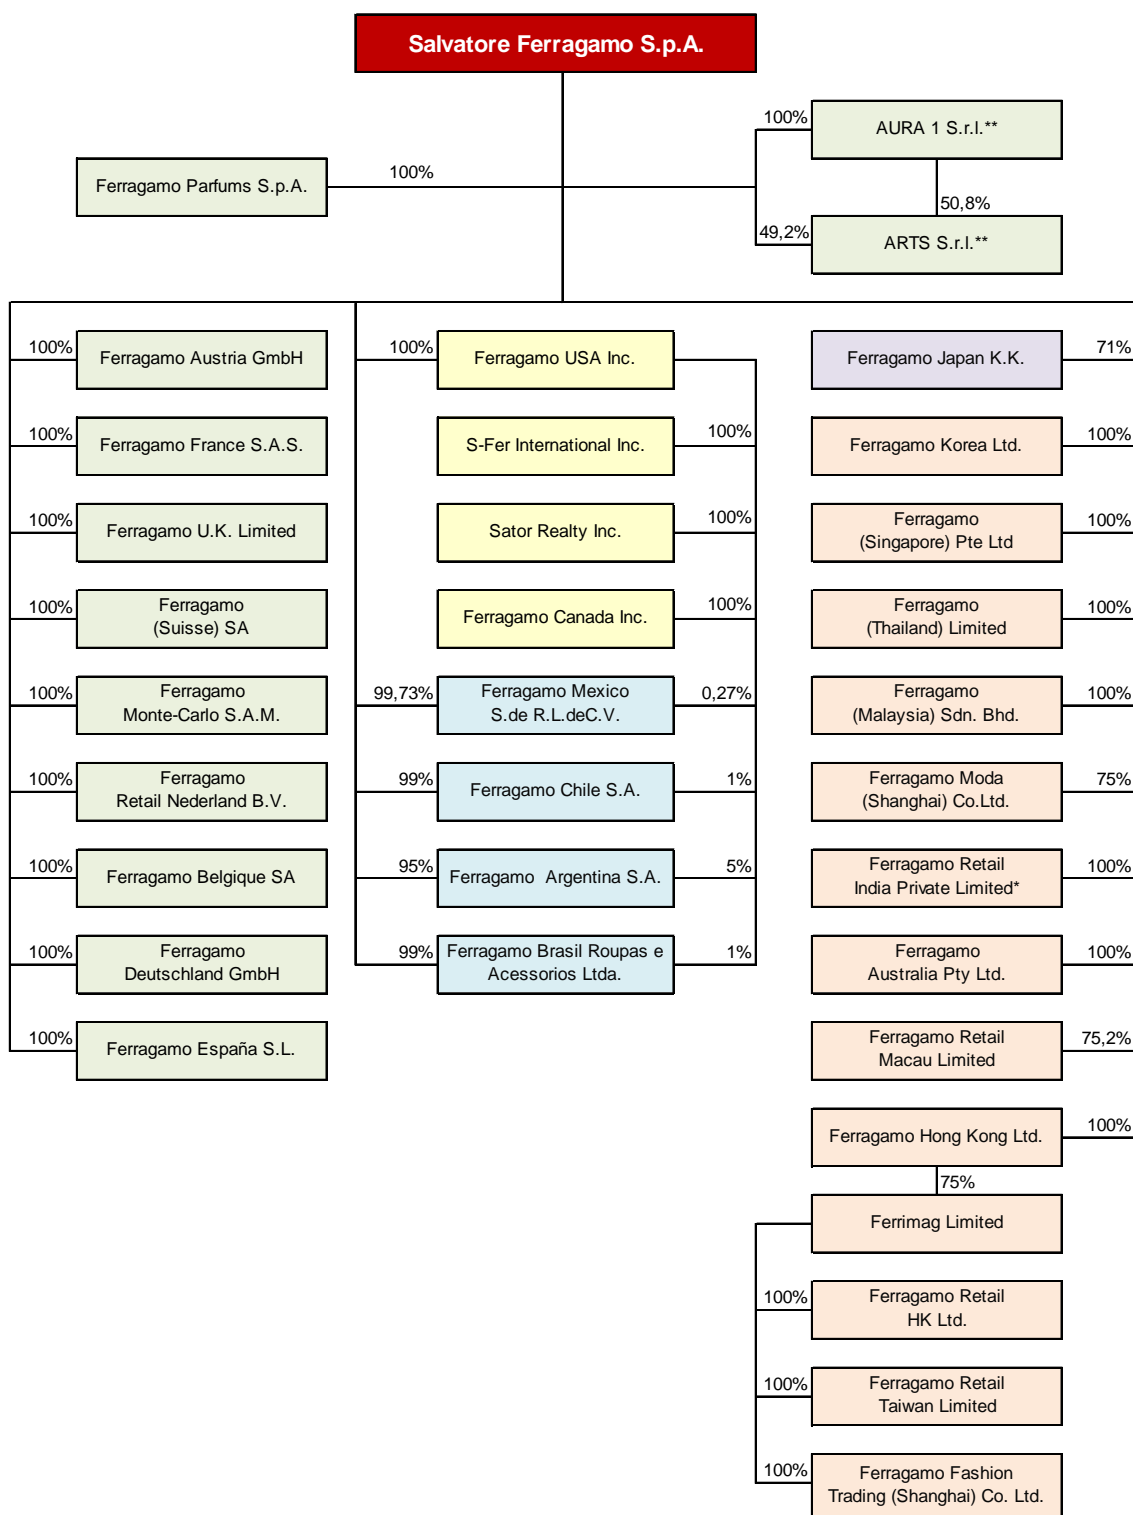 Salvatore Ferragamo S.p.A.
100%
AURA 1 S.r.l.**
Ferragamo Parfums S.p.A.
100%
50,8%
49,2%
ARTS S.r.l.**
100%
Ferragamo Austria GmbH
100%
Ferragamo USA Inc.
Ferragamo Japan K.K.
71%
100%
Ferragamo France S.A.S.
S-Fer International Inc.
100%
Ferragamo Korea Ltd.
100%
100%
Ferragamo U.K. Limited
Sator Realty Inc.
100%
Ferragamo
(Singapore) Pte Ltd
100%
100%
Ferragamo
(Suisse) SA
Ferragamo Canada Inc.
100%
Ferragamo
(Thailand) Limited
100%
100%
Ferragamo
Monte-Carlo S.A.M.
99,73%
Ferragamo Mexico
S.de R.L.deC.V.
0,27%
Ferragamo
(Malaysia) Sdn. Bhd.
100%
100%
Ferragamo
Retail Nederland B.V.
99%
Ferragamo Chile S.A.
1%
Ferragamo Moda
(Shanghai) Co.Ltd.
75%
100%
Ferragamo Belgique SA
95%
Ferragamo  Argentina S.A.
5%
Ferragamo Retail
India Private Limited*
100%
100%
Ferragamo
Deutschland GmbH
99%
Ferragamo Brasil Roupas e
Acessorios Ltda.
1%
Ferragamo
Australia Pty Ltd.
100%
100%
Ferragamo España S.L.
Ferragamo Retail
Macau Limited
75,2%
Ferragamo Hong Kong Ltd.
100%
75%
Ferrimag Limited
100%
Ferragamo Retail
HK Ltd.
100%
Ferragamo Retail
Taiwan Limited
100%
Ferragamo Fashion
Trading (Shanghai) Co. Ltd.